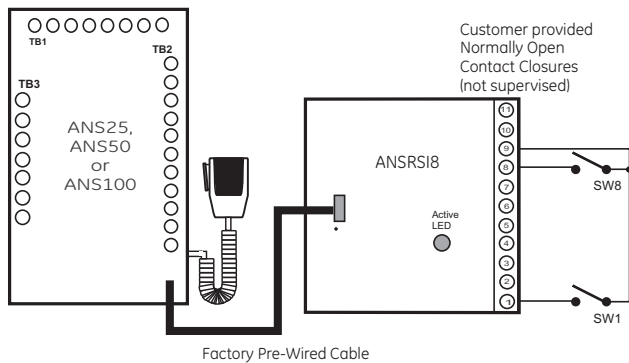 TB1
TB2
TB3
ANS25,
ANS50
or
ANS100
Customer provided
Normally Open
Contact Closures
(not supervised)
ANSRSI8
Active
LED
11
10
9
8
7
6
5
4
3
2
1
SW8
SW1
Factory Pre-Wired Cable